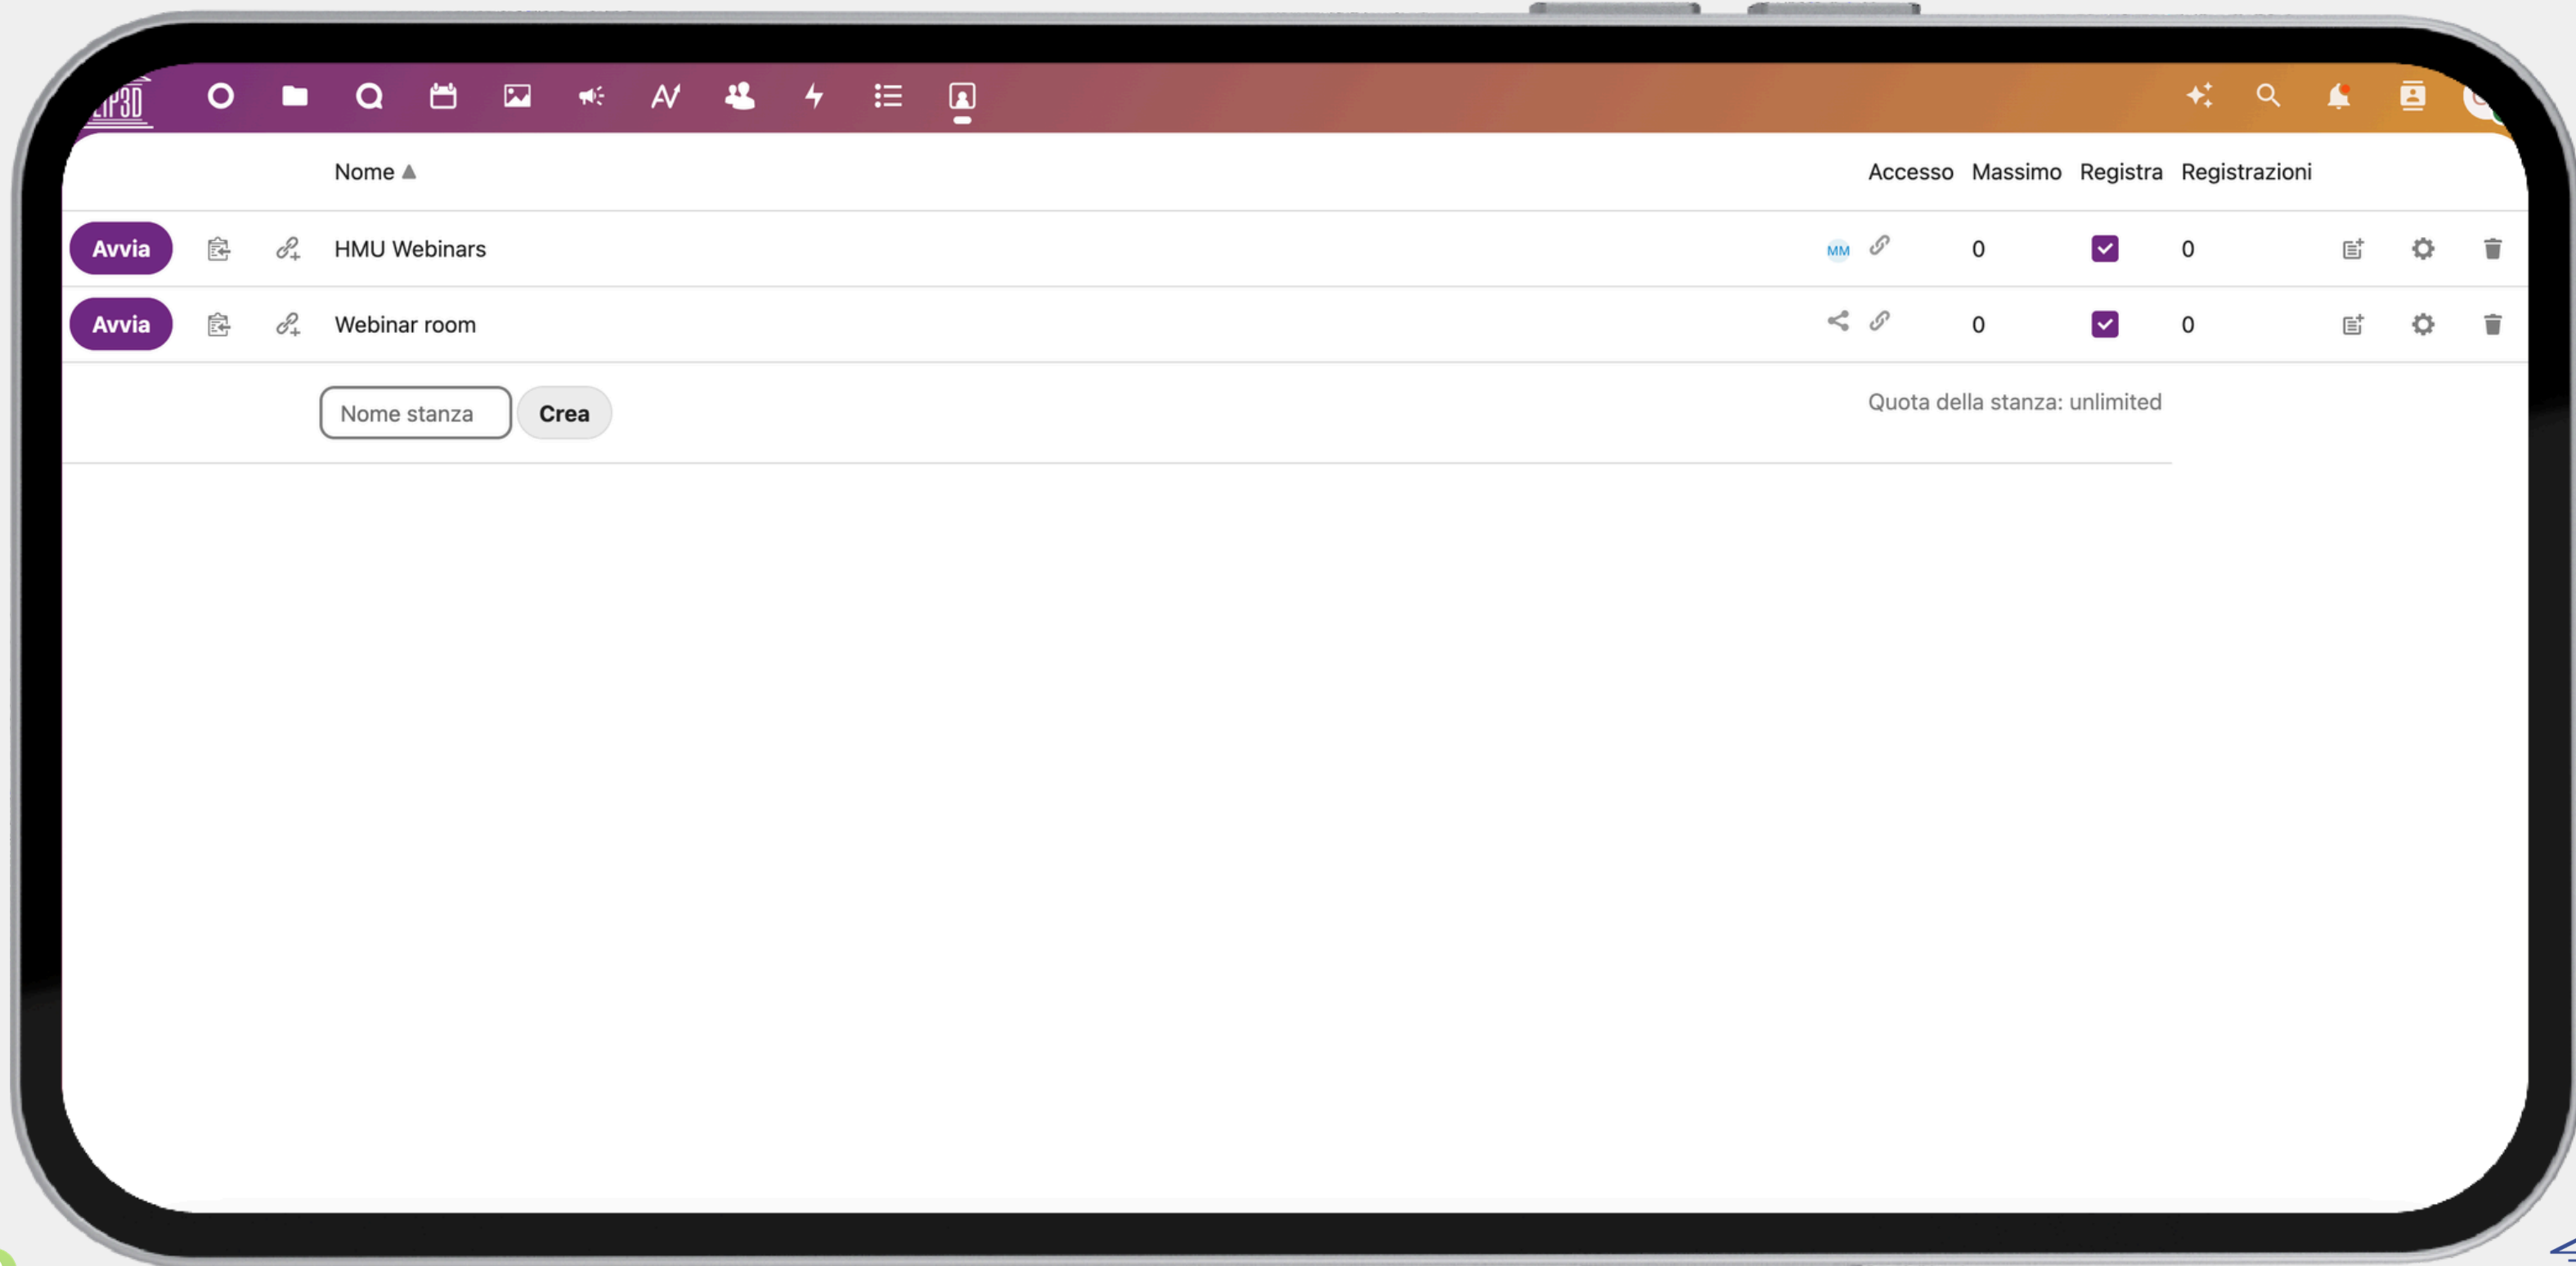 Nome ▲ Accesso Massimo Registra Registrazioni
Avvia HMU Webinars MM 0 0
Avvia Webinar room 0 0
Nome stanza Crea Quota della stanza: unlimited